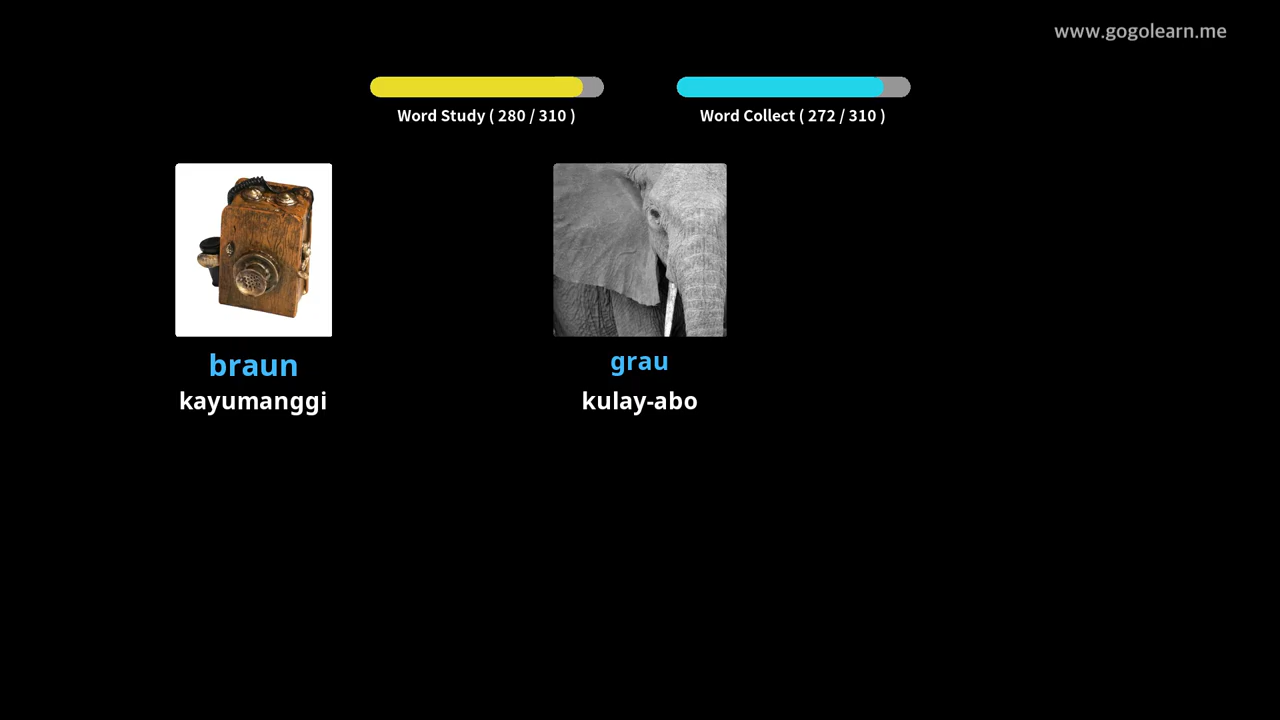 www.gogolearn.me
Word Study ( 280 / 310 )
Word Collect ( 272 / 310 )
braun
kayumanggi
grau
kulay-abo